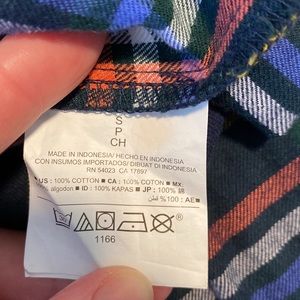 S
P
CH
MADE IN INDONESIA/ HECHO EN INDONESIA
CON INSUMOS IMPORTADOS/ DIBUAT DI INDONESIA
RN 54023 CA 17897
US : 100% COTTON ■ CA : 100% COTTON ■ MX:
algodon ■ ID : 100% KAPAS ■ JP : 100% 綿
■ AE : 100% قطن
1166